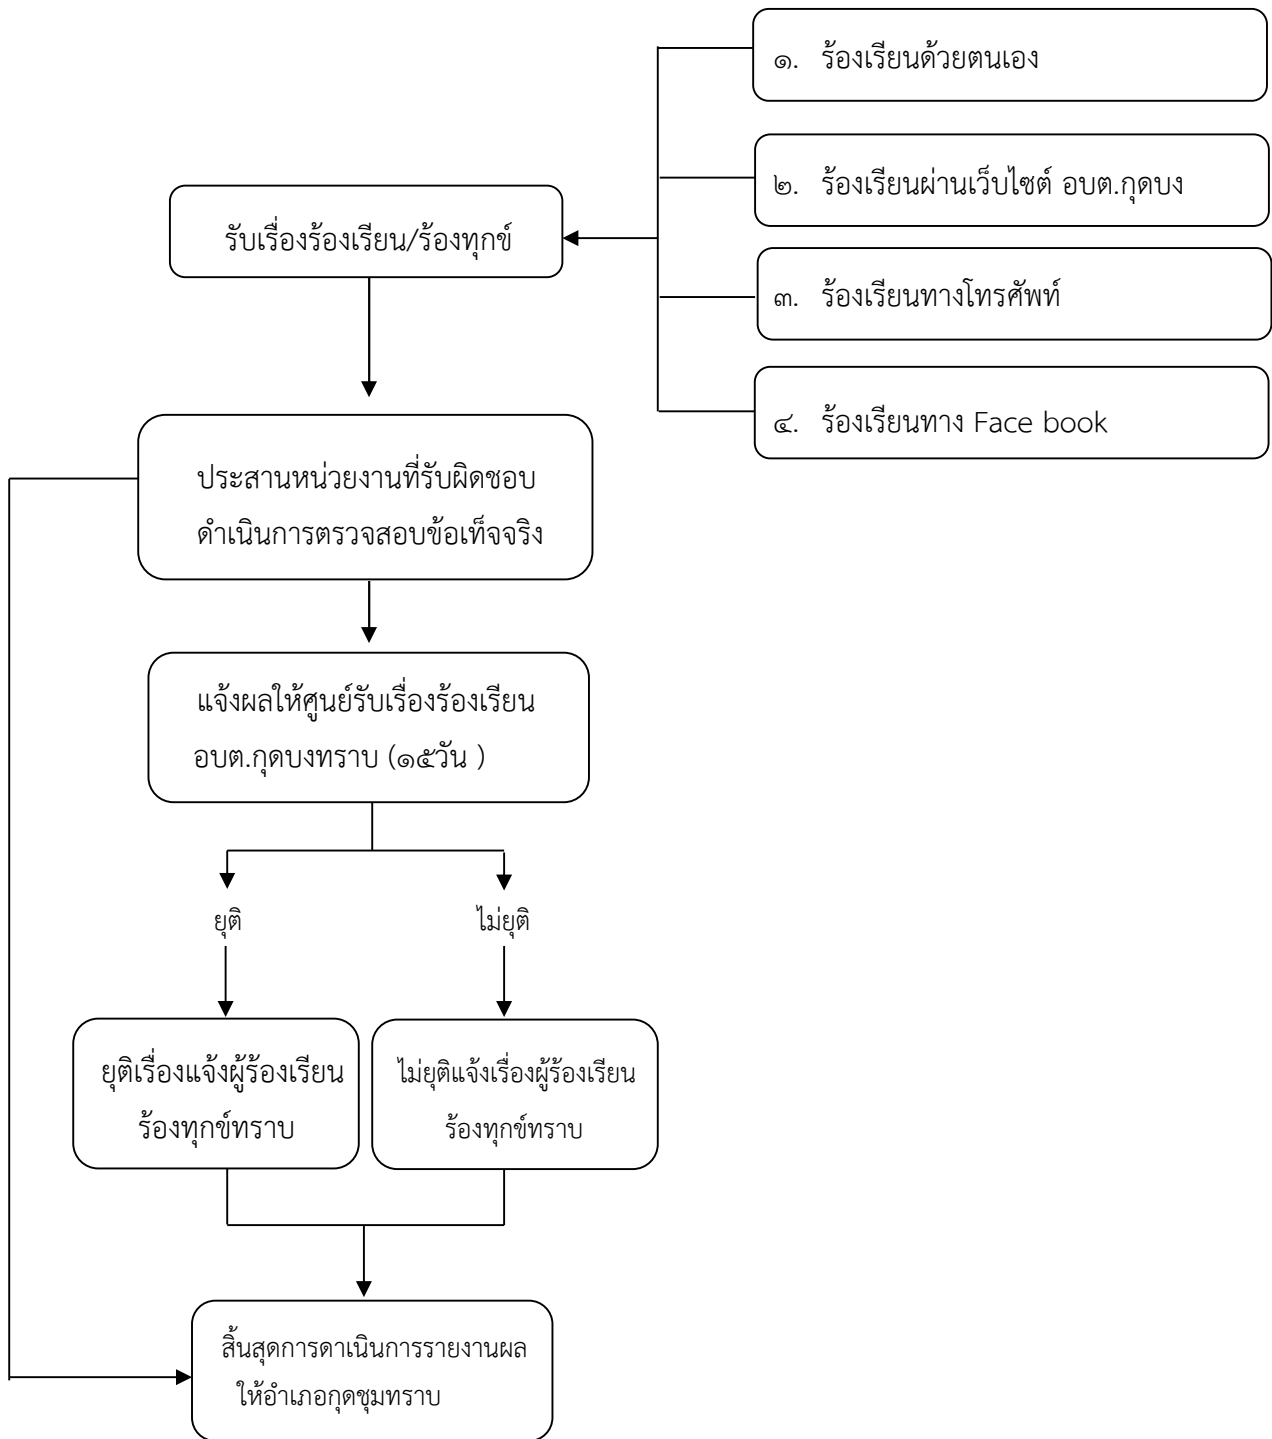 ๑. ร้องเรียนด้วยตนเอง
๒. ร้องเรียนผ่านเว็บไซต์ อบต.กุดบง
รับเรื่องร้องเรียน/ร้องทุกข์
๓. ร้องเรียนทางโทรศัพท์
๔. ร้องเรียนทาง Face book
ประสานหน่วยงานที่รับผิดชอบ
ดำเนินการตรวจสอบข้อเท็จจริง
แจ้งผลให้ศูนย์รับเรื่องร้องเรียน
อบต.กุดบงทราบ (๑๕วัน )
ยุติ
ไม่ยุติ
ยุติเรื่องแจ้งผู้ร้องเรียน
ร้องทุกข์ทราบ
ไม่ยุติแจ้งเรื่องผู้ร้องเรียน
ร้องทุกข์ทราบ
สิ้นสุดการดาเนินการรายงานผล
ให้อำเภอกุดชุมทราบ